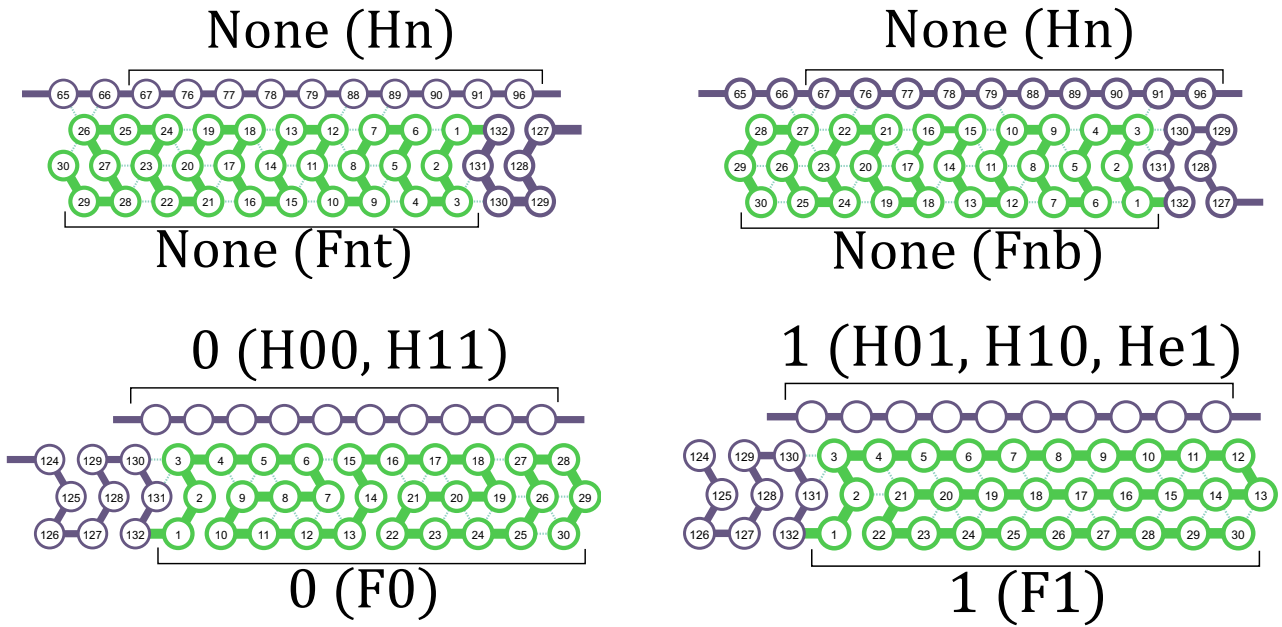 None (Hn)
65 66 67 76 77 78 79 88 89 90 91 96
26 25 24 19 18 13 12 7 6 1 132 127
30 27 23 20 17 14 11 8 5 2 131 128
29 28 22 21 16 15 10 9 4 3 130 129
None (Fnt)
None (Hn)
65 66 67 76 77 78 79 88 89 90 91 96
28 27 22 21 16 15 10 9 4 3 130 129
29 26 23 20 17 14 11 8 5 2 131 128
30 25 24 19 18 13 12 7 6 1 132 127
None (Fnb)
0 (H00, H11)
124 129 130 3 4 5 6 15 16 17 18 27 28
125 128 131 2 9 8 7 14 21 20 19 26 29
126 127 132 1 10 11 12 13 22 23 24 25 30
0 (F0)
1 (H01, H10, He1)
124 129 130 3 4 5 6 7 8 9 10 11 12
125 128 131 2 21 20 19 18 17 16 15 14 13
126 127 132 1 22 23 24 25 26 27 28 29 30
1 (F1)